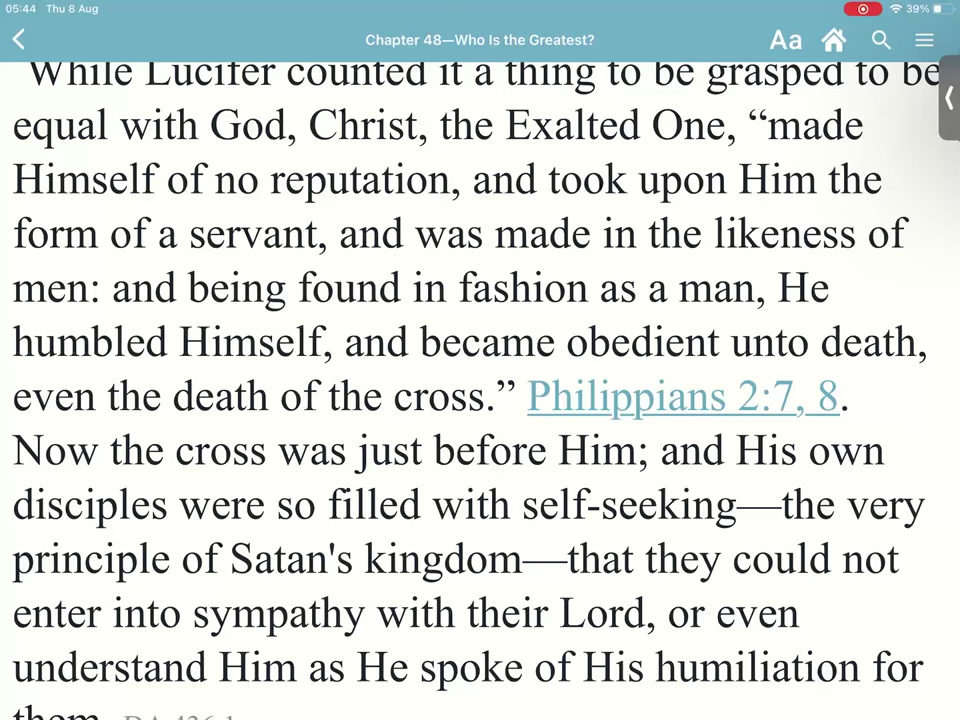 05:44 Thu 8 Aug
39%
Chapter 48—Who Is the Greatest?
Aa
While Lucifer counted it a thing to be grasped to be
equal with God, Christ, the Exalted One, “made
Himself of no reputation, and took upon Him the
form of a servant, and was made in the likeness of
men: and being found in fashion as a man, He
humbled Himself, and became obedient unto death,
even the death of the cross.” Philippians 2:7, 8.
Now the cross was just before Him; and His own
disciples were so filled with self-seeking—the very
principle of Satan's kingdom—that they could not
enter into sympathy with their Lord, or even
understand Him as He spoke of His humiliation for
them. DA 436.1